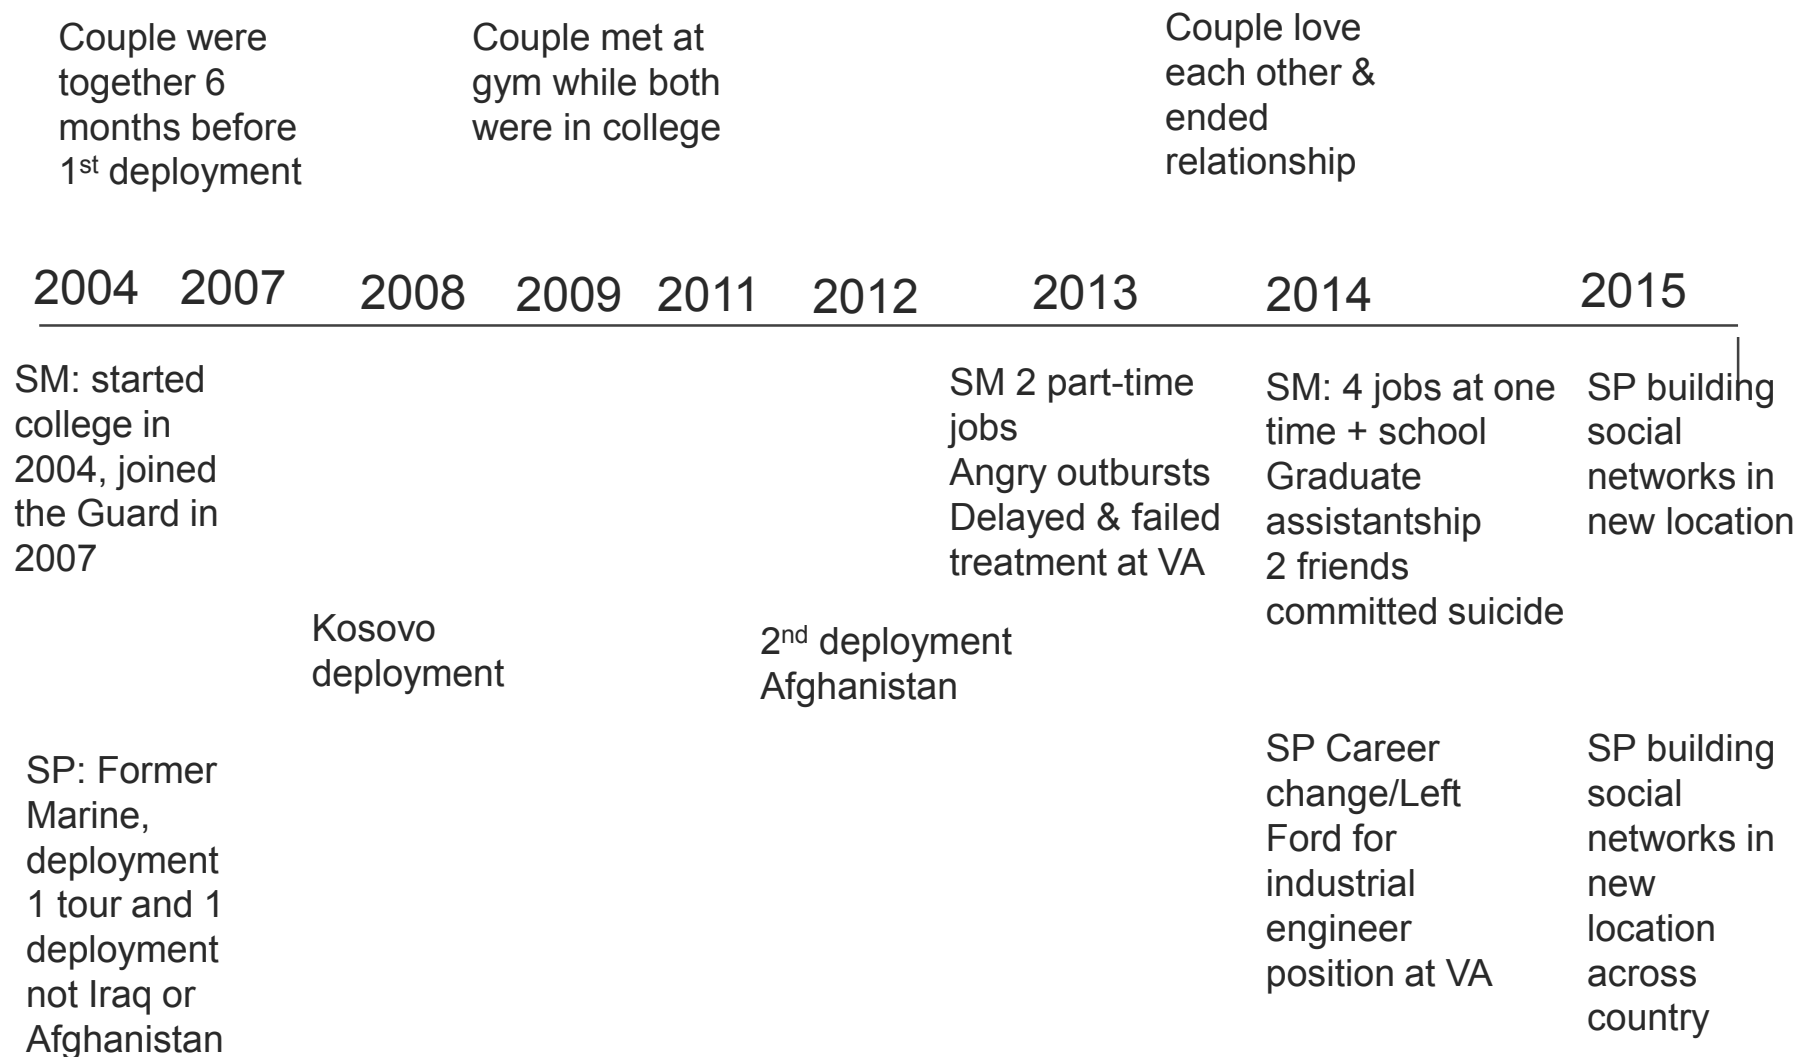 Couple were
together 6
months before
1st deployment
Couple met at
gym while both
were in college
Couple love
each other &
ended
relationship
2004 2007 2008 2009 2011 2012 2013 2014 2015
SM: started
college in
2004, joined
the Guard in
2007
SM 2 part-time
jobs
Angry outbursts
Delayed & failed
treatment at VA
SM: 4 jobs at one
time + school
Graduate
assistantship
2 friends
committed suicide
SP building
social
networks in
new location
Kosovo
deployment
2nd deployment
Afghanistan
SP: Former
Marine,
deployment
1 tour and 1
deployment
not Iraq or
Afghanistan
SP Career
change/Left
Ford for
industrial
engineer
position at VA
SP building
social
networks in
new
location
across
country